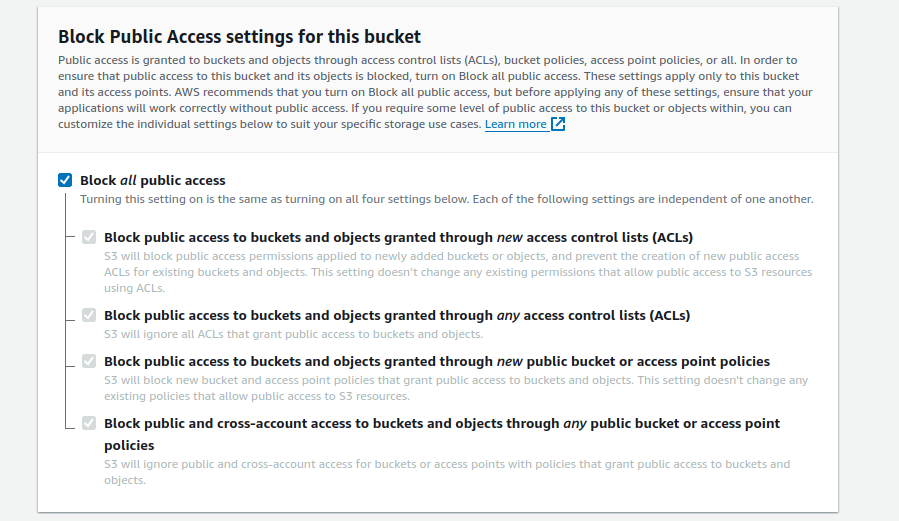 Block Public Access settings for this bucket
Public access is granted to buckets and objects through access control lists (ACLs), bucket policies, access point policies, or all. In order to
ensure that public access to this bucket and its objects is blocked, turn on Block all public access. These settings apply only to this bucket
and its access points. AWS recommends that you turn on Block all public access, but before applying any of these settings, ensure that your
applications will work correctly without public access. If you require some level of public access to this bucket or objects within, you can
customize the individual settings below to suit your specific storage use cases. Learn more
Block all public access
Turning this setting on is the same as turning on all four settings below. Each of the following settings are independent of one another.
Block public access to buckets and objects granted through new access control lists (ACLs)
S3 will block public access permissions applied to newly added buckets or objects, and prevent the creation of new public access
ACLs for existing buckets and objects. This setting doesn't change any existing permissions that allow public access to S3 resources
using ACLs.
Block public access to buckets and objects granted through any access control lists (ACLs)
S3 will ignore all ACLs that grant public access to buckets and objects.
Block public access to buckets and objects granted through new public bucket or access point policies
S3 will block new bucket and access point policies that grant public access to buckets and objects. This setting doesn't change any
existing policies that allow public access to S3 resources.
Block public and cross-account access to buckets and objects through any public bucket or access point
policies
S3 will ignore public and cross-account access for buckets or access points with policies that grant public access to buckets and
objects.